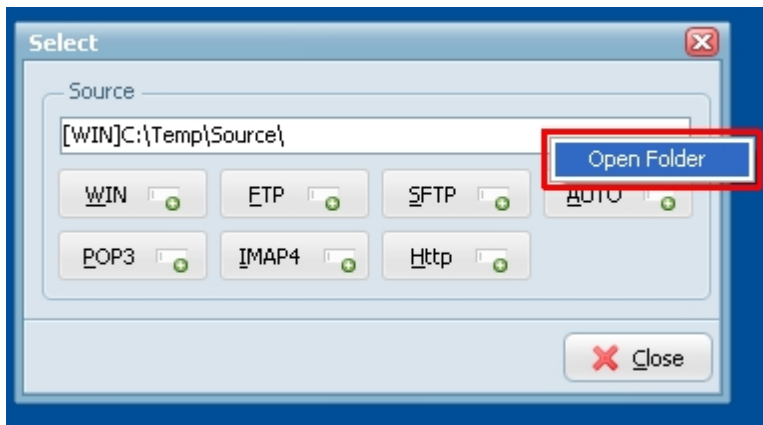 Select
Source
[WIN]C:\Temp\Source\
Open Folder
WIN FTP SFTP AUTO
POP3 IMAP4 Http
Close